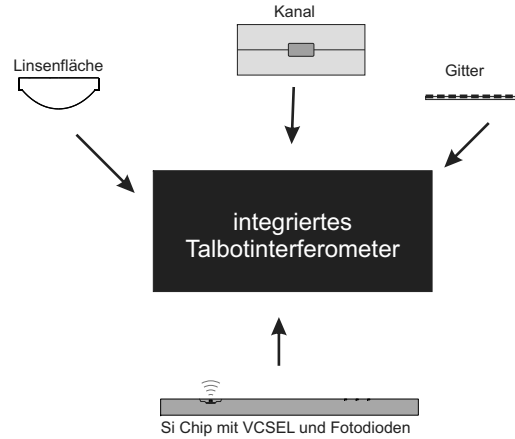 Kanal
Linsenfläche
Gitter
integriertes
Talbotinterferometer
Si Chip mit VCSEL und Fotodioden